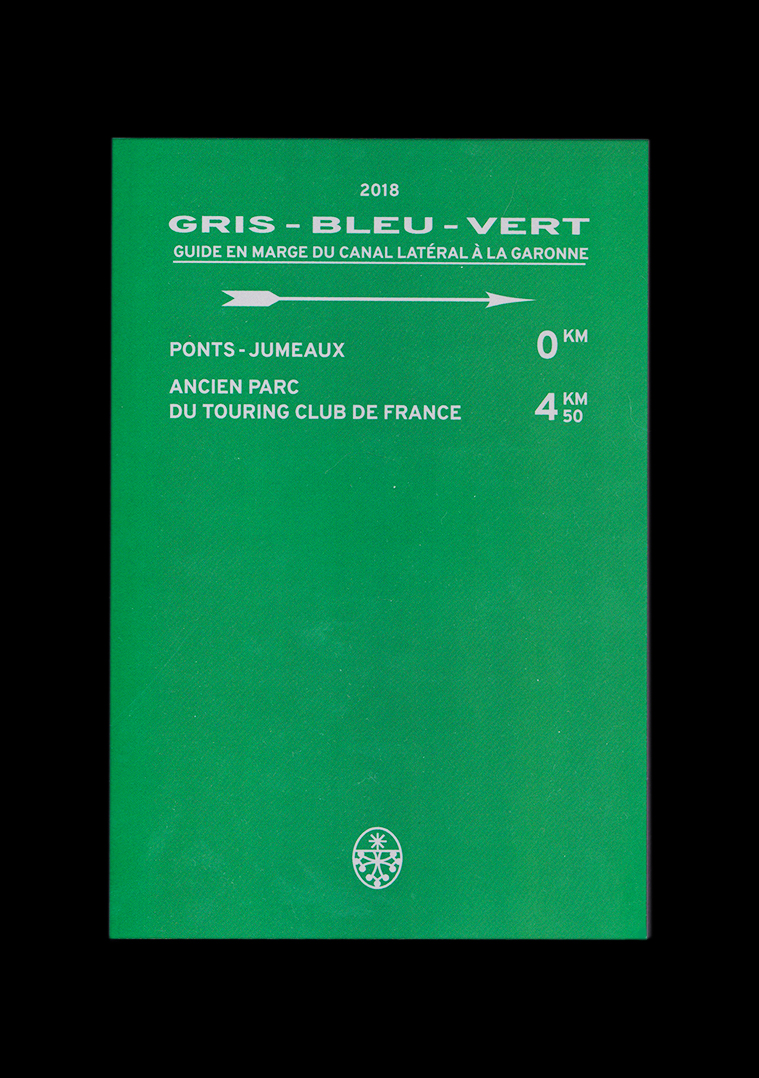 2018
GRIS - BLEU - VERT
GUIDE EN MARGE DU CANAL LATÉRAL À LA GARONNE
PONTS - JUMEAUX 0 KM
ANCIEN PARC
DU TOURING CLUB DE FRANCE 4 KM 50